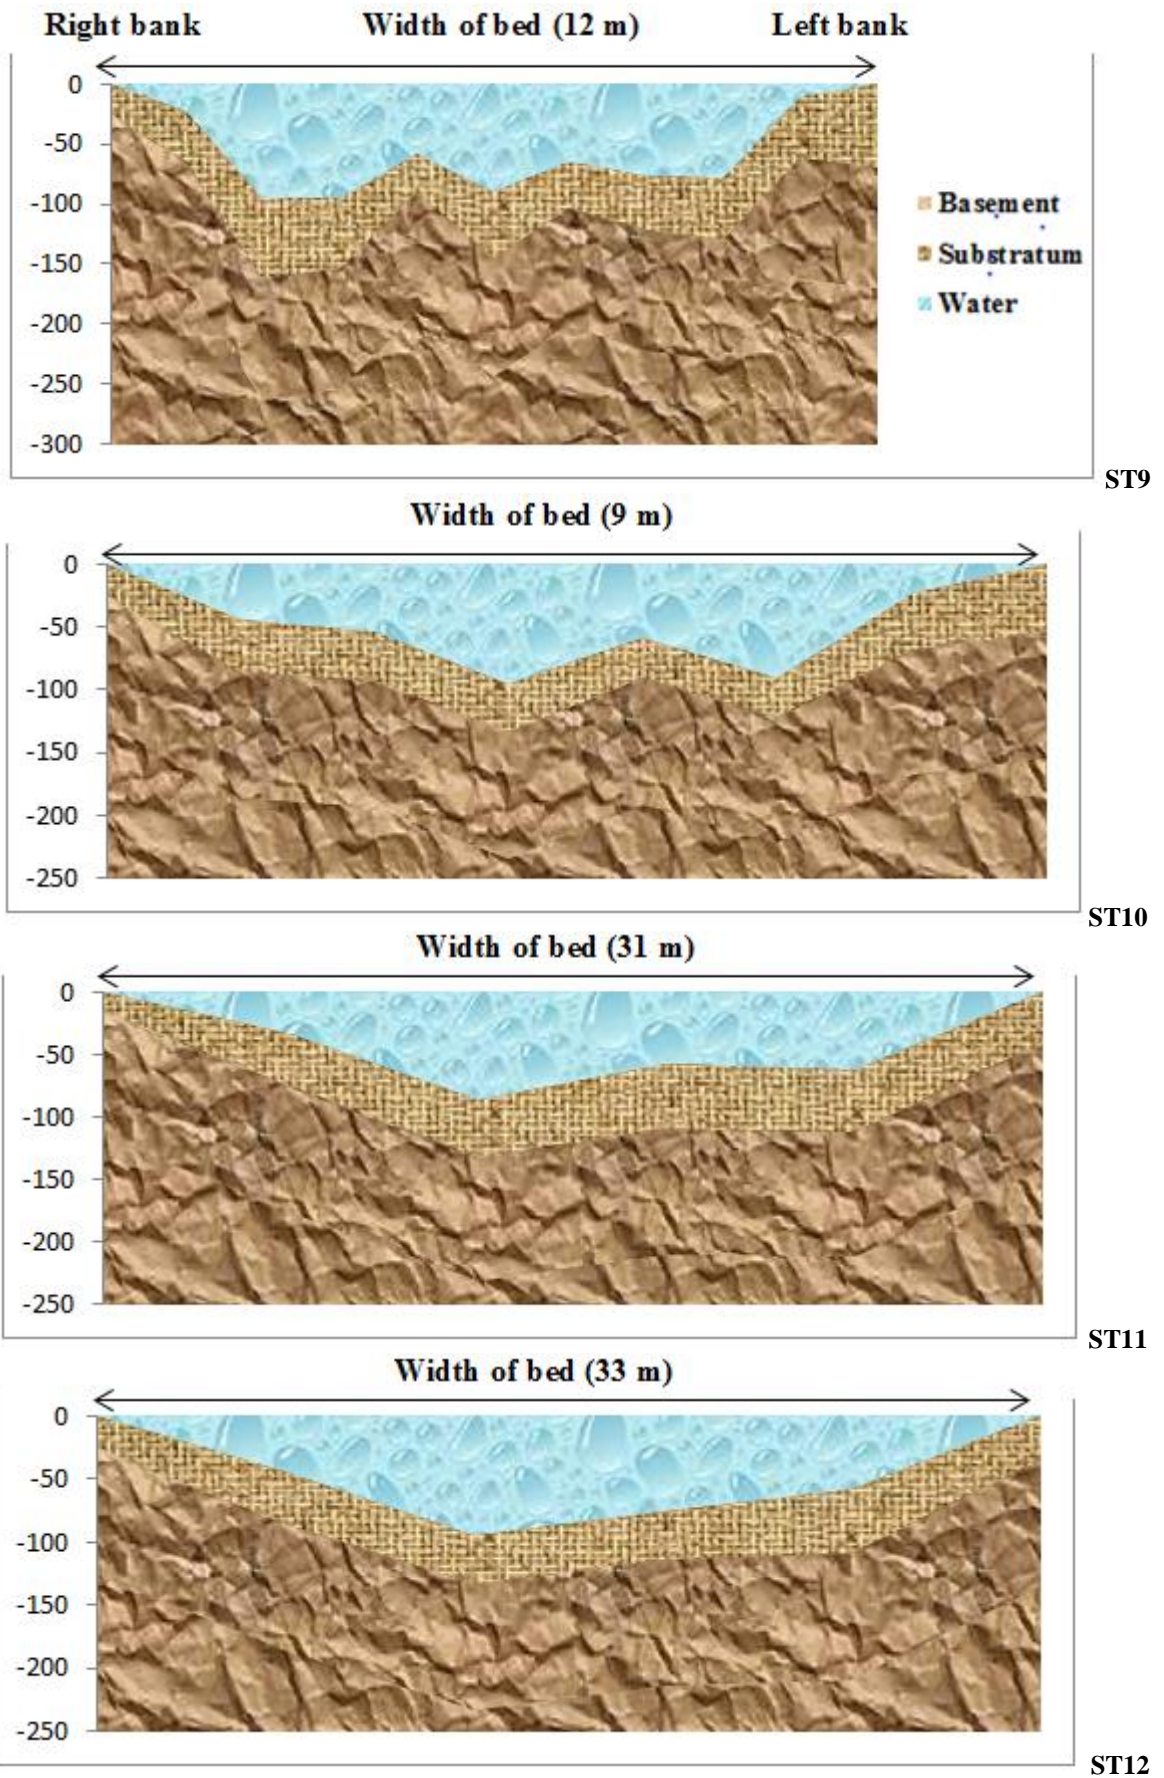 Right bank Width of bed (12 m) Left bank
0
-50
-100
-150
-200
-250
-300
Basement
Substratum
Water
ST9
Width of bed (9 m)
0
-50
-100
-150
-200
-250
ST10
Width of bed (31 m)
0
-50
-100
-150
-200
-250
ST11
Width of bed (33 m)
0
-50
-100
-150
-200
-250
ST12